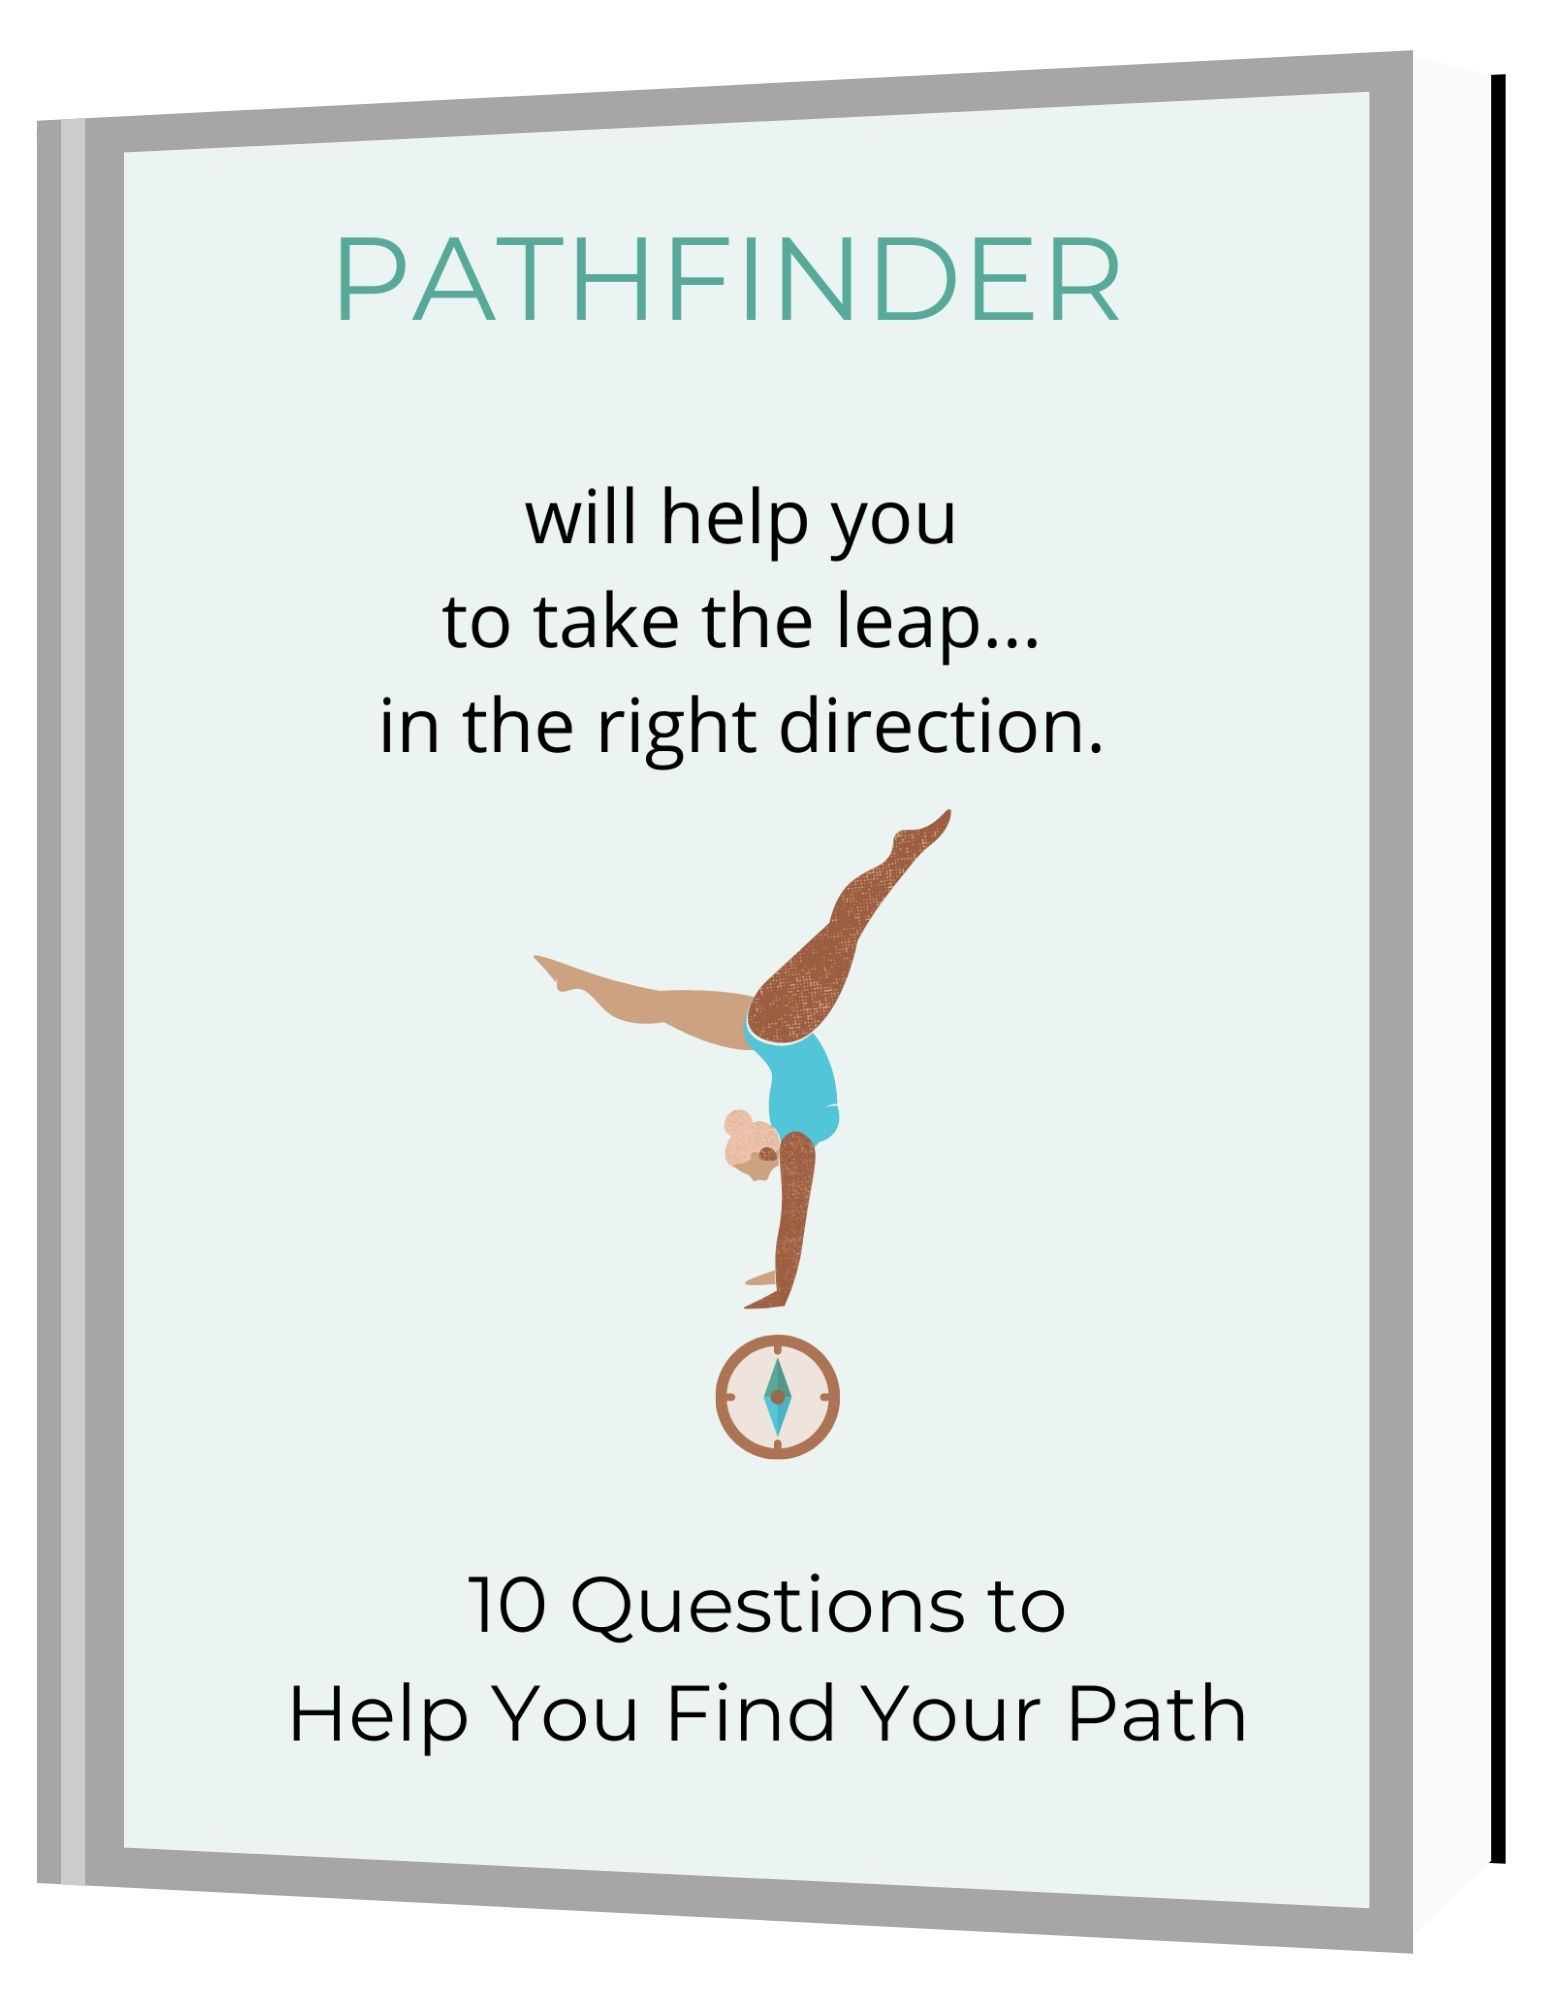 PATHFINDER
will help you
to take the leap...
in the right direction.
10 Questions to
Help You Find Your Path